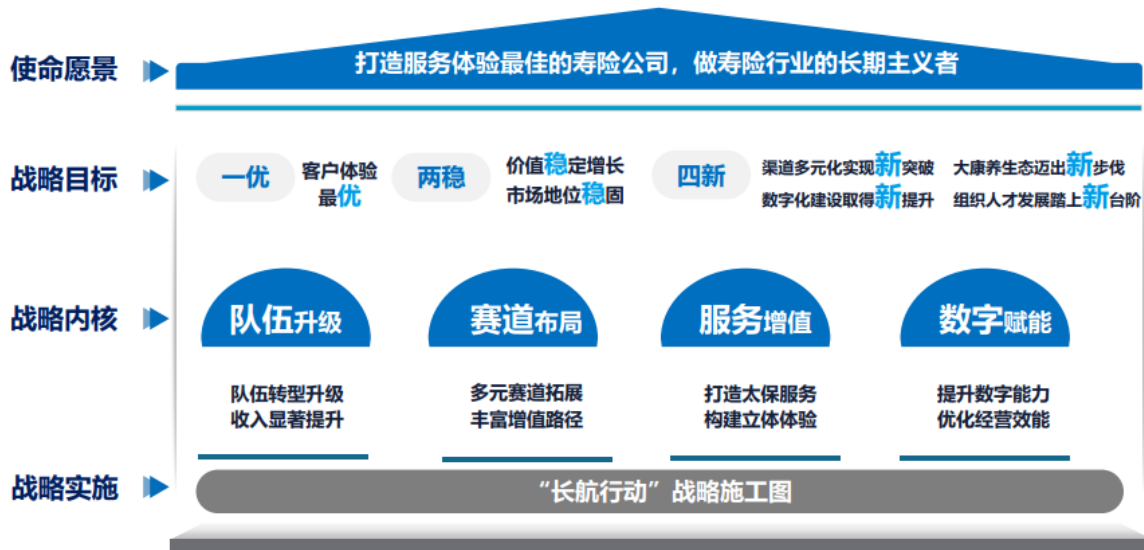 使命愿景
打造服务体验最佳的寿险公司，做寿险行业的长期主义者
战略目标
一优
客户体验
最优
两稳
价值稳定增长
市场地位稳固
四新
渠道多元化实现新突破
大康养生态迈出新步伐
数字化建设取得新提升
组织人才发展踏上新台阶
战略内核
队伍升级
赛道布局
服务增值
数字赋能
队伍转型升级
收入显著提升
多元赛道拓展
丰富增值路径
打造太保服务
构建立体体验
提升数字能力
优化经营效能
战略实施
“长航行动”战略施工图